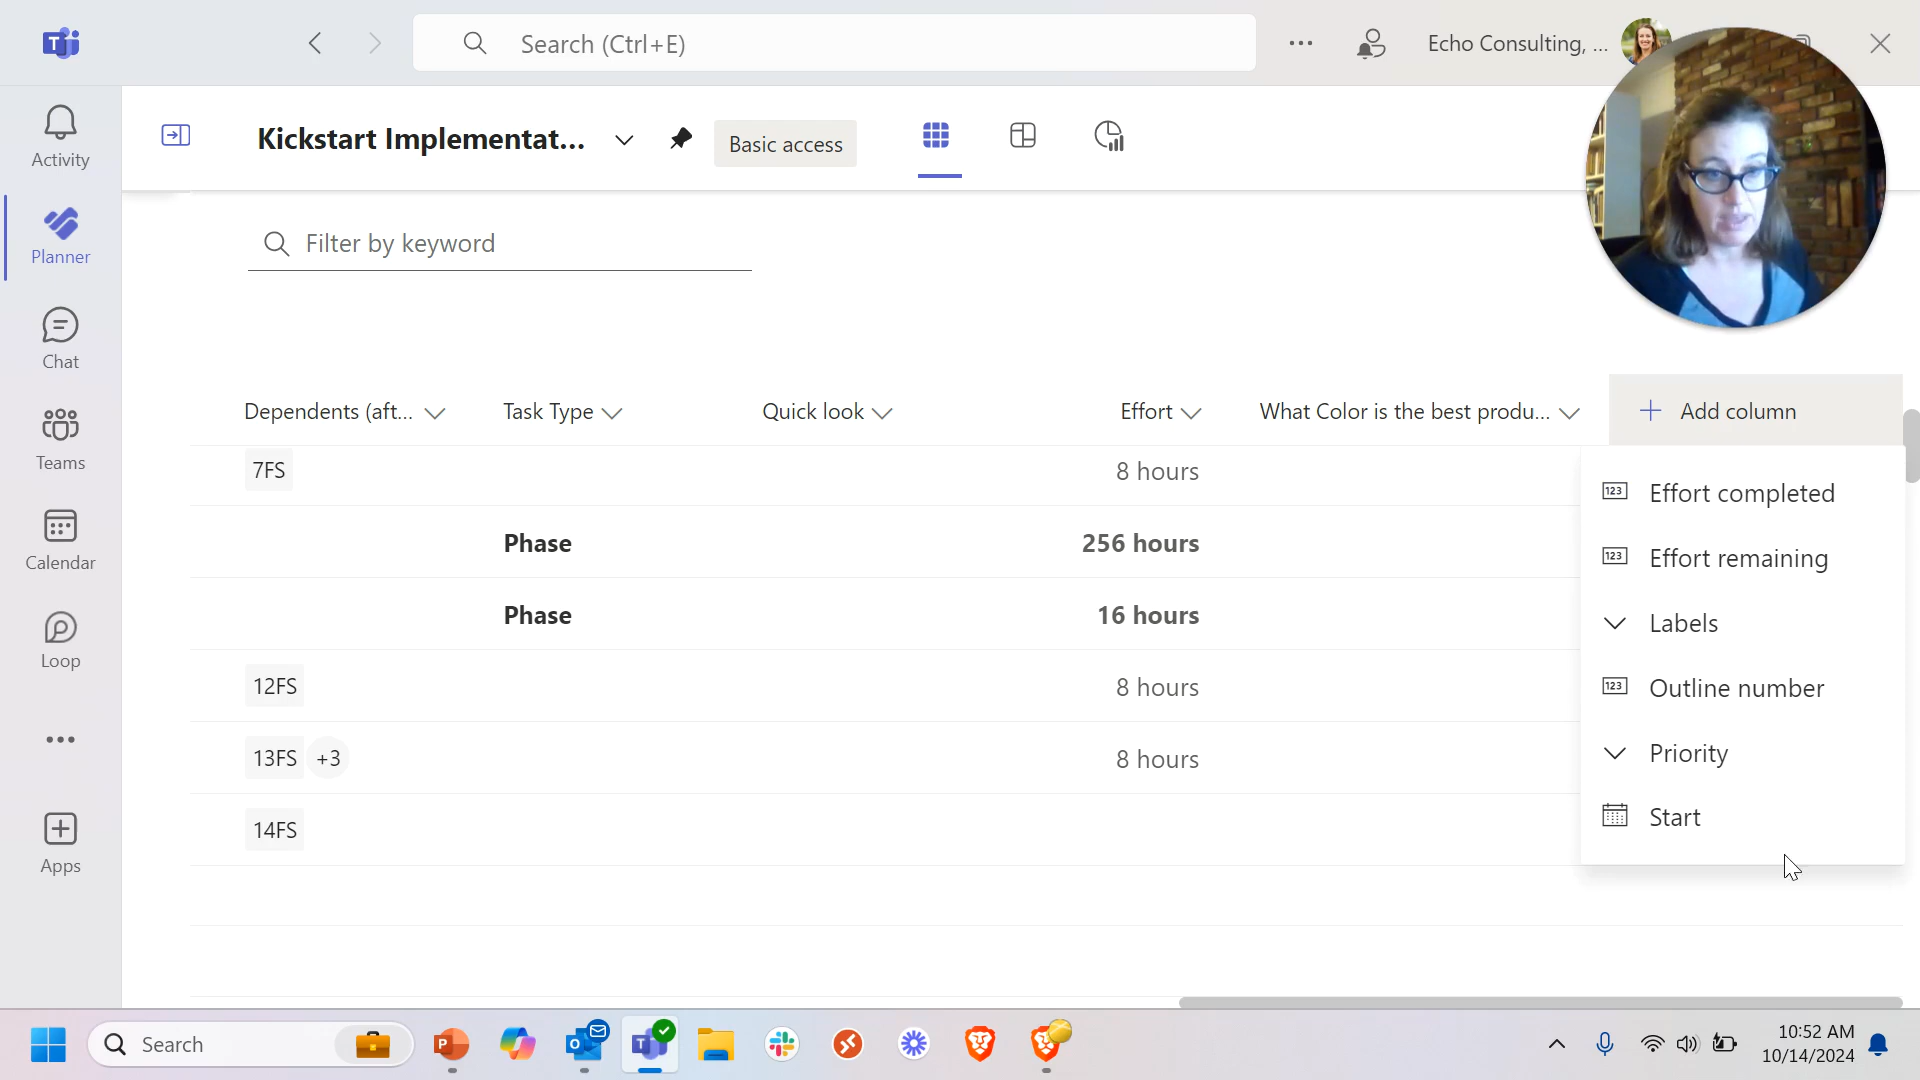 Search (Ctrl+E)
Echo Consulting, ...
Activity
Planner
Chat
Teams
Calendar
Loop
Apps
Kickstart Implementat...
Basic access
Filter by keyword
Dependents (aft... Task Type Quick look Effort What Color is the best produ... Add column
7FS 8 hours
Phase 256 hours
Phase 16 hours
12FS 8 hours
13FS +3 8 hours
14FS
Effort completed
Effort remaining
Labels
Outline number
Priority
Start
Search
10:52 AM
10/14/2024